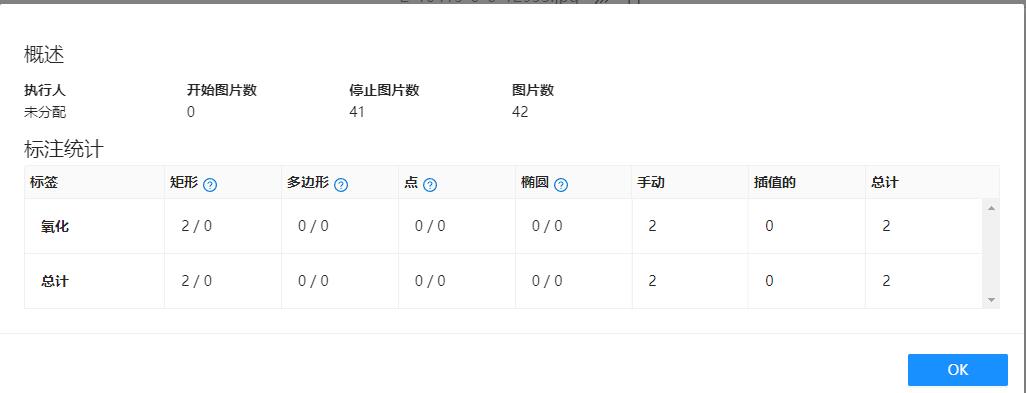 概述
执行人 开始图片数 停止图片数 图片数
未分配 0 41 42
标注统计
标签 矩形 ? 多边形 ? 点 ? 椭圆 ? 手动 插值的 总计
氧化 2 / 0 0 / 0 0 / 0 0 / 0 2 0 2
总计 2 / 0 0 / 0 0 / 0 0 / 0 2 0 2
OK